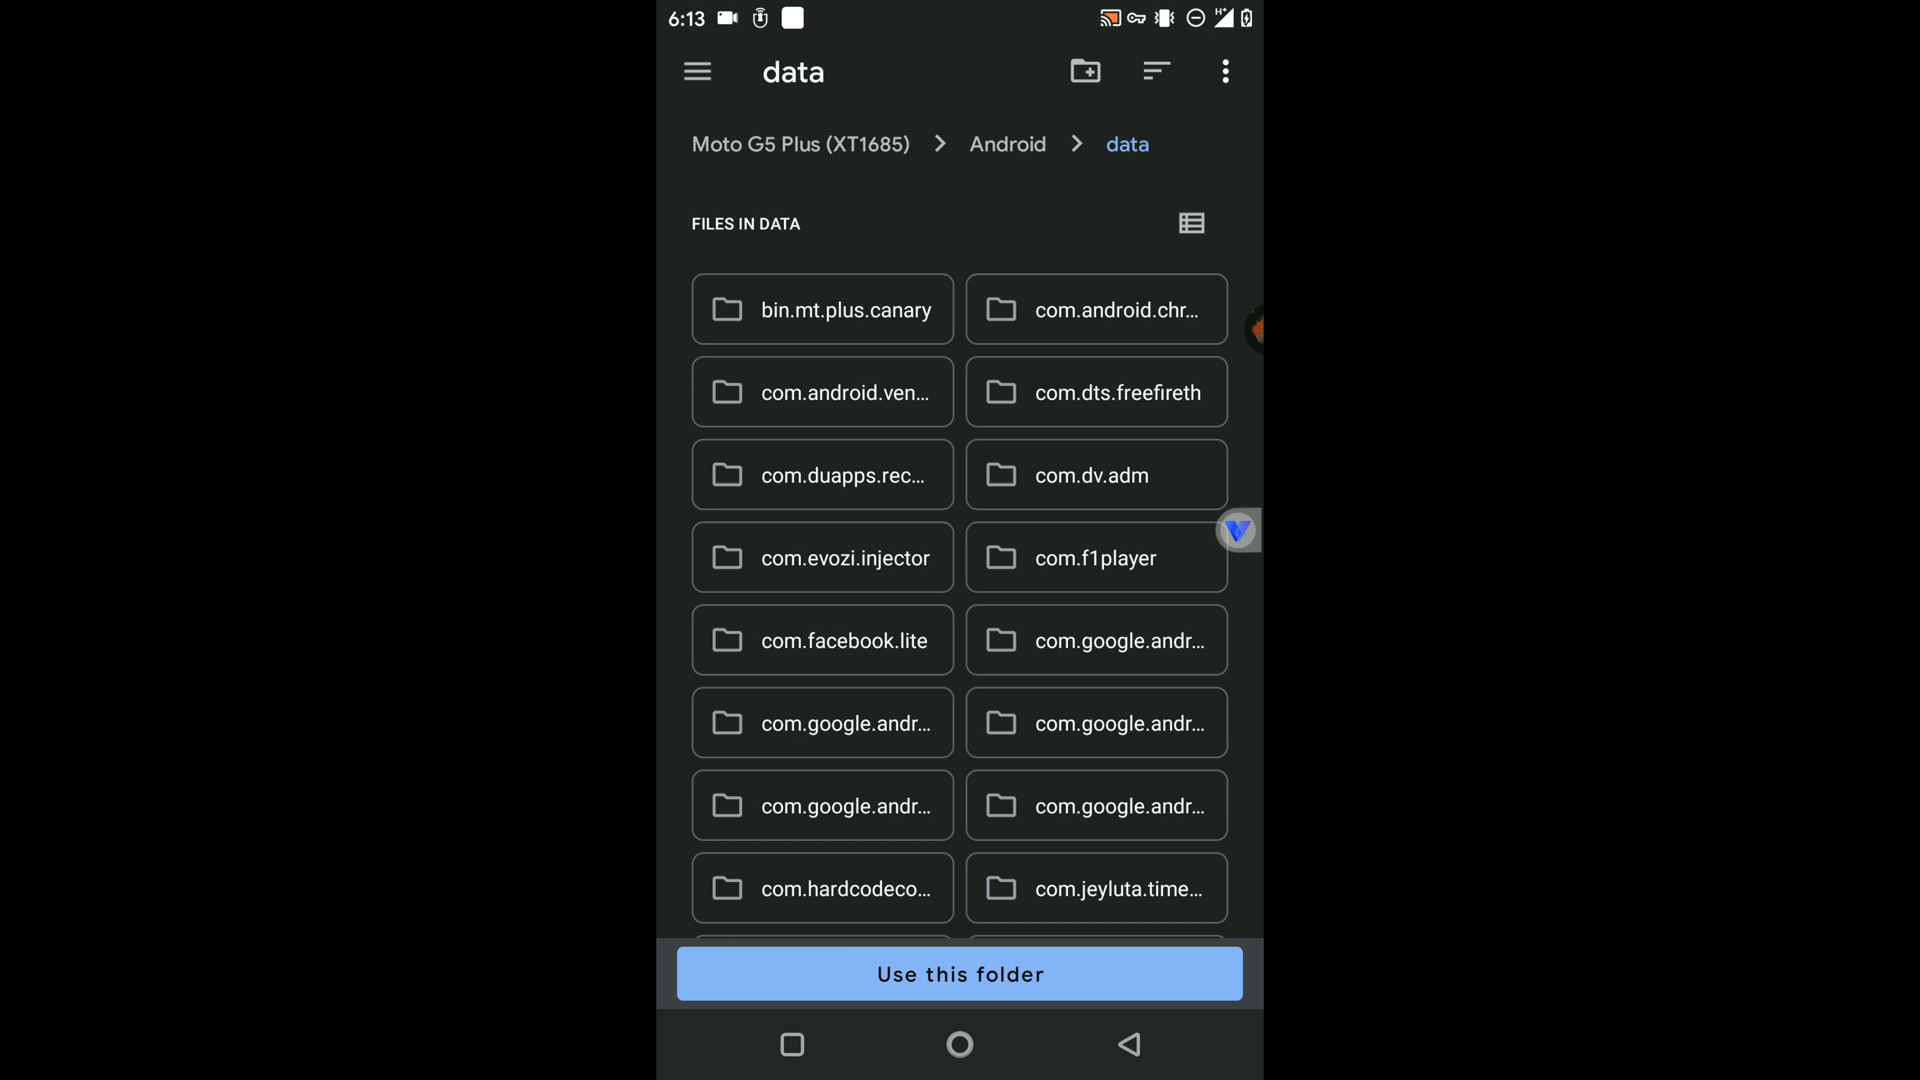 6:13
H+
data
Moto G5 Plus (XT1685) Android data
FILES IN DATA
bin.mt.plus.canary com.android.chr...
com.android.ven... com.dts.freefireth
com.duapps.rec... com.dv.adm
com.evozi.injector com.f1player
com.facebook.lite com.google.andr...
com.google.andr... com.google.andr...
com.google.andr... com.google.andr...
com.hardcodeco... com.jeyluta.time...
Use this folder